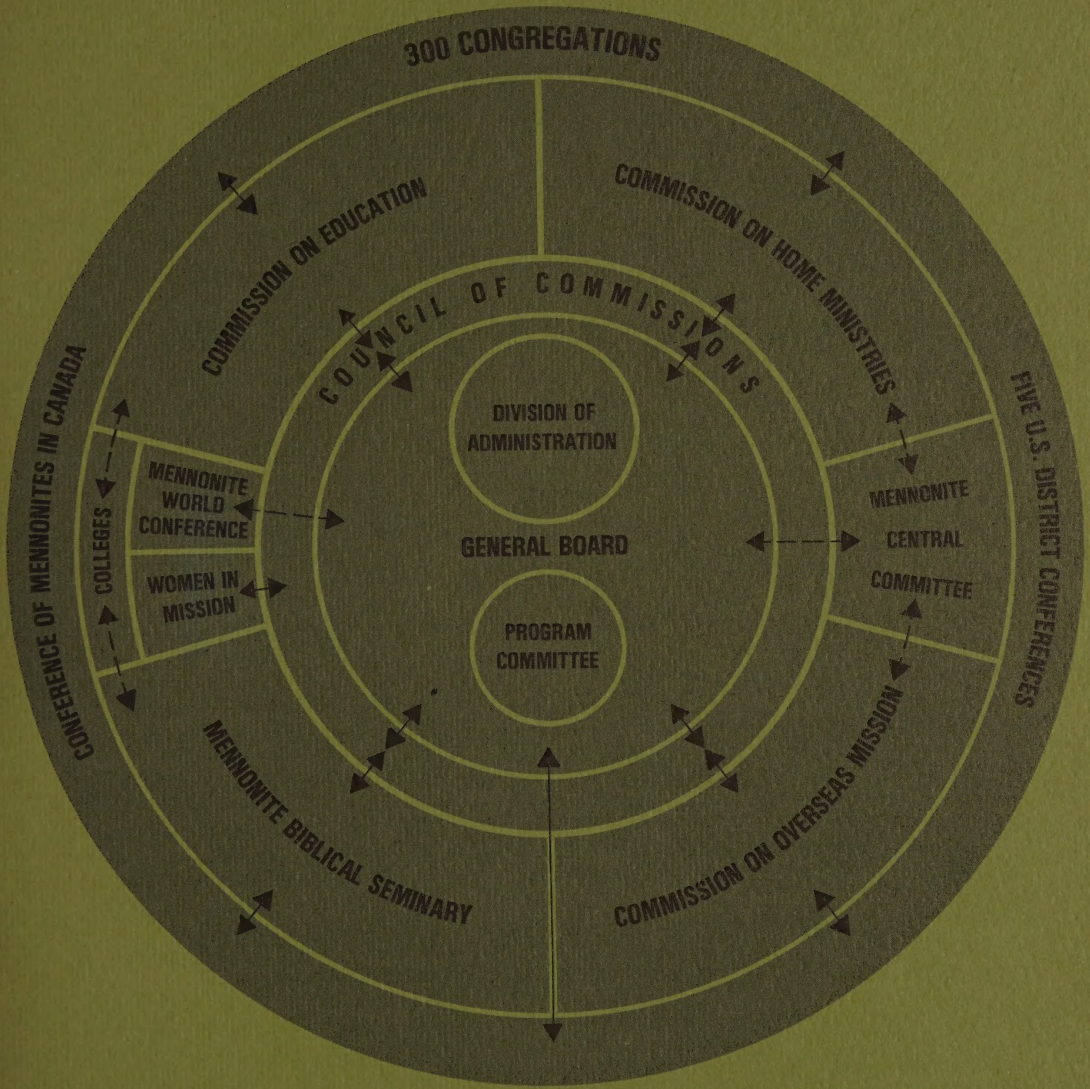 300 CONGREGATIONS
COMMISSION ON EDUCATION
COMMISSION ON HOME MINISTRIES
COUNCIL OF COMMISSIONS
CONFERENCE OF MENNONITES IN CANADA
FIVE U.S. DISTRICT CONFERENCES
DIVISION OF
ADMINISTRATION
COLLEGES
MENNONITE
WORLD
CONFERENCE
WOMEN IN
MISSION
GENERAL BOARD
MENNONITE
CENTRAL
COMMITTEE
PROGRAM
COMMITTEE
MENNONITE BIBLICAL SEMINARY
COMMISSION ON OVERSEAS MISSION